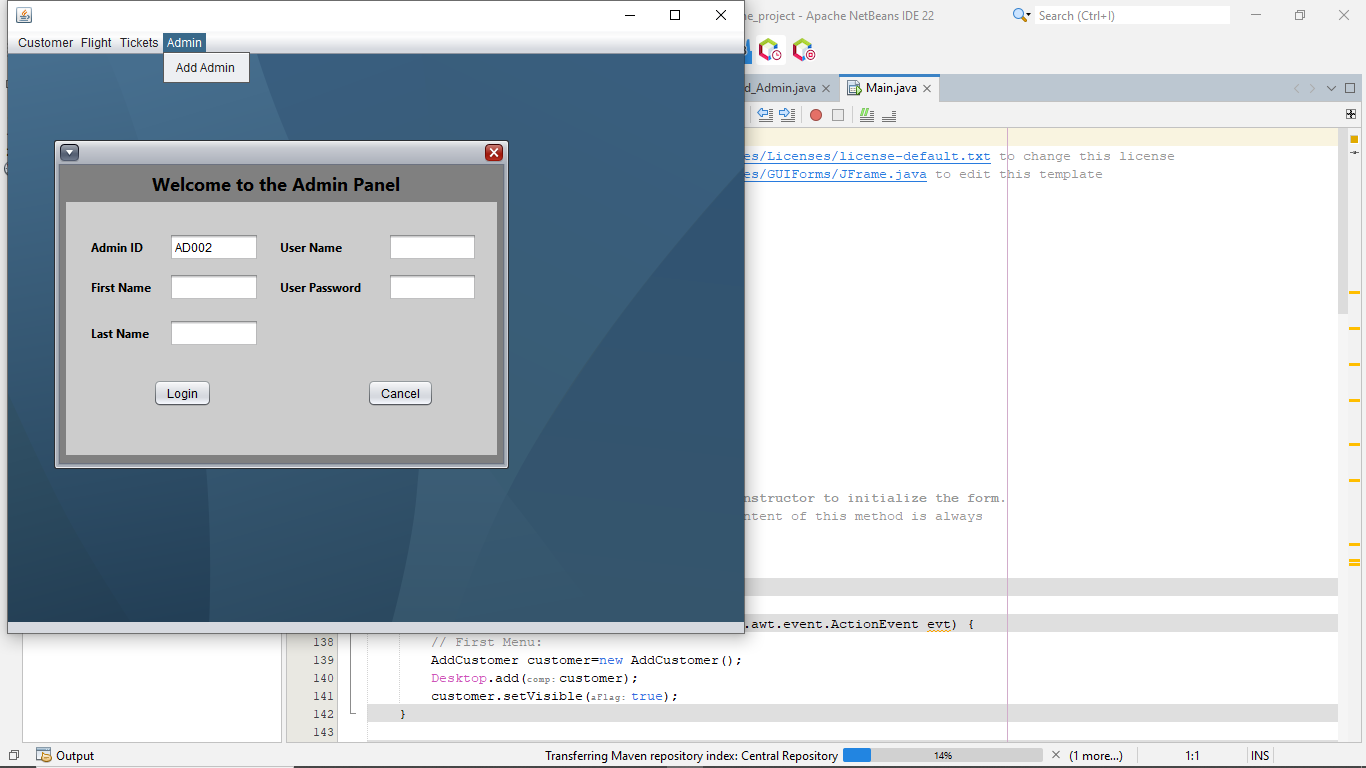 ne_project - Apache NetBeans IDE 22
Search (Ctrl+I)
Customer Flight Tickets Admin
Add Admin
d_Admin.java
Main.java
es/Licenses/license-default.txt to change this license
es/GUIForms/JFrame.java to edit this template
Welcome to the Admin Panel
Admin ID AD002 User Name
First Name User Password
Last Name
Login Cancel
nstructor to initialize the form.
ntent of this method is always
.awt.event.ActionEvent evt) {
138 // First Menu:
139 AddCustomer customer=new AddCustomer();
140 Desktop.add(comp: customer);
141 customer.setVisible(aFlag: true);
142 }
143
Output Transferring Maven repository index: Central Repository 14% (1 more...) 1:1 INS